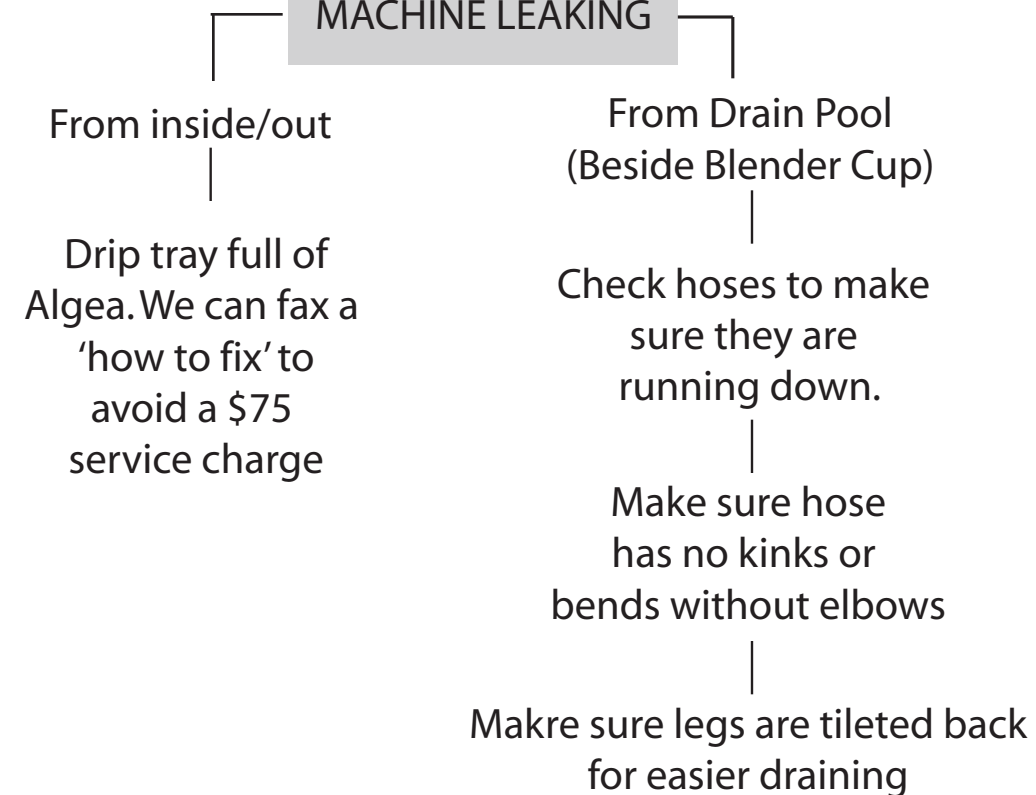 MACHINE LEAKING
From inside/out
Drip tray full of
Algea. We can fax a
‘how to fix’ to
avoid a $75
service charge
From Drain Pool
(Beside Blender Cup)
Check hoses to make
sure they are
running down.
Make sure hose
has no kinks or
bends without elbows
Makre sure legs are tileted back
for easier draining